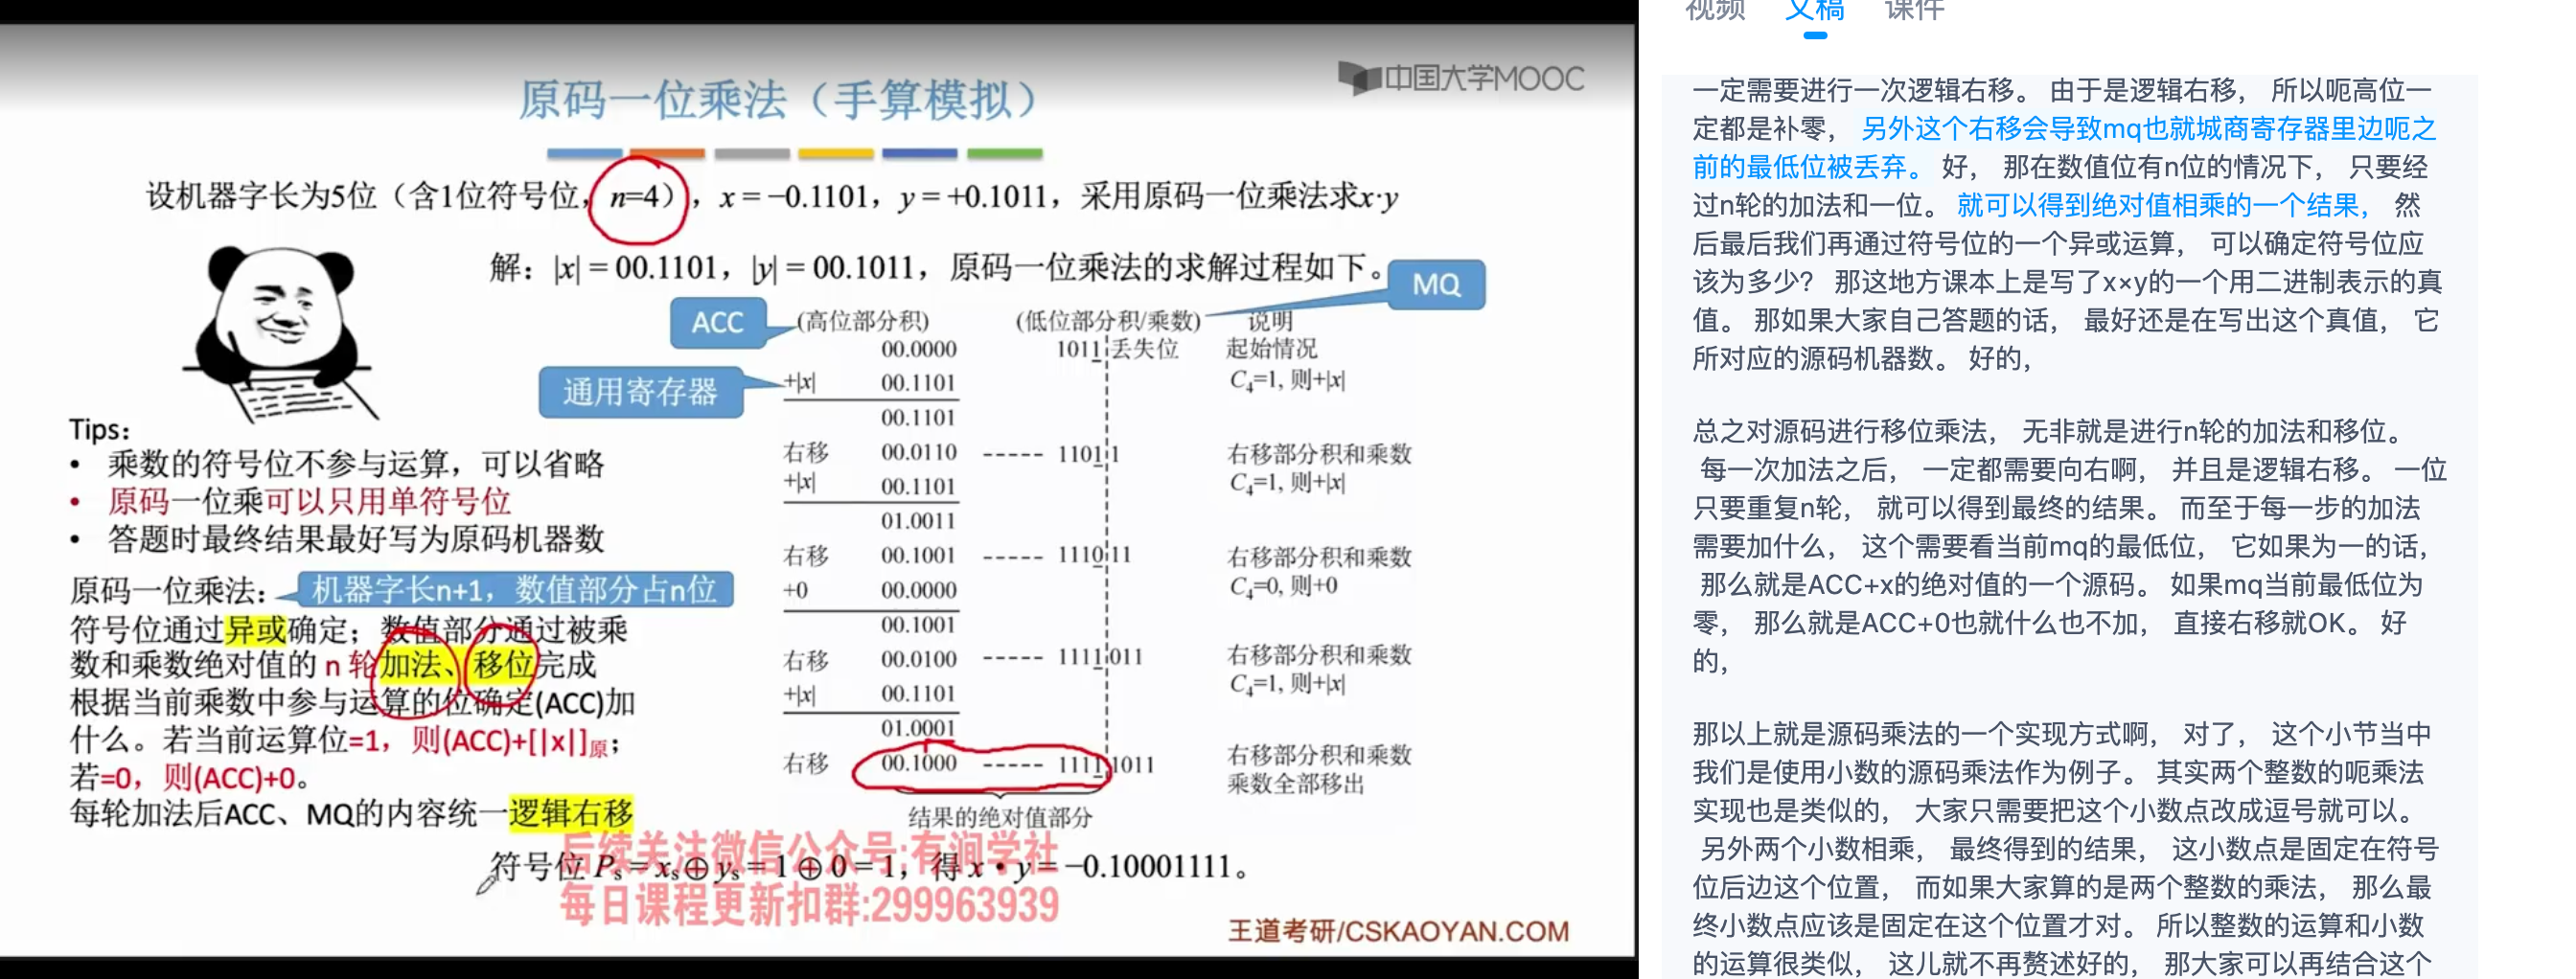 中国大学MOOC
原码一位乘法（手算模拟）
设机器字长为5位（含1位符号位，n=4），x = −0.1101，y = +0.1011，采用原码一位乘法求x·y
解：|x| = 00.1101，|y| = 00.1011，原码一位乘法的求解过程如下。
MQ
ACC
(高位部分积) (低位部分积/乘数) 说明
00.0000 1011 丢失位 起始情况
通用寄存器
+|x| 00.1101 C4=1, 则+|x|
00.1101
右移 00.0110 ----- 1101 1 右移部分积和乘数
+|x| 00.1101 C4=1, 则+|x|
01.0011
右移 00.1001 ----- 1110 11 右移部分积和乘数
+0 00.0000 C4=0, 则+0
00.1001
右移 00.0100 ----- 1111 011 右移部分积和乘数
+|x| 00.1101 C4=1, 则+|x|
01.0001
右移 00.1000 ----- 1111 1011 右移部分积和乘数
乘数全部移出
结果的绝对值部分
Tips：
• 乘数的符号位不参与运算，可以省略
• 原码一位乘可以只用单符号位
• 答题时最终结果最好写为原码机器数
原码一位乘法：
机器字长n+1，数值部分占n位
符号位通过异或确定；数值部分通过被乘
数和乘数绝对值的 n 轮加法、移位完成
根据当前乘数中参与运算的位确定(ACC)加
什么。若当前运算位=1，则(ACC)+[|x|]原；
若=0，则(ACC)+0。
每轮加法后ACC、MQ的内容统一逻辑右移
后续关注微信公众号:有涧学社
符号位 Ps = xs ⊕ ys = 1 ⊕ 0 = 1，得 x • y = −0.10001111。
每日课程更新扣群:299963939
王道考研/CSKAOYAN.COM
视频 文稿 课件
一定需要进行一次逻辑右移。 由于是逻辑右移， 所以呃高位一
定都是补零， 另外这个右移会导致mq也就城商寄存器里边呃之
前的最低位被丢弃。 好， 那在数值位有n位的情况下， 只要经
过n轮的加法和一位。 就可以得到绝对值相乘的一个结果， 然
后最后我们再通过符号位的一个异或运算， 可以确定符号位应
该为多少？ 那这地方课本上是写了x×y的一个用二进制表示的真
值。 那如果大家自己答题的话， 最好还是在写出这个真值， 它
所对应的源码机器数。 好的，
总之对源码进行移位乘法， 无非就是进行n轮的加法和移位。
每一次加法之后， 一定都需要向右啊， 并且是逻辑右移。 一位
只要重复n轮， 就可以得到最终的结果。 而至于每一步的加法
需要加什么， 这个需要看当前mq的最低位， 它如果为一的话，
那么就是ACC+x的绝对值的一个源码。 如果mq当前最低位为
零， 那么就是ACC+0也就什么也不加， 直接右移就OK。 好
的，
那以上就是源码乘法的一个实现方式啊， 对了， 这个小节当中
我们是使用小数的源码乘法作为例子。 其实两个整数的呃乘法
实现也是类似的， 大家只需要把这个小数点改成逗号就可以。
另外两个小数相乘， 最终得到的结果， 这小数点是固定在符号
位后边这个位置， 而如果大家算的是两个整数的乘法， 那么最
终小数点应该是固定在这个位置才对。 所以整数的运算和小数
的运算很类似， 这儿就不再赘述好的， 那大家可以再结合这个